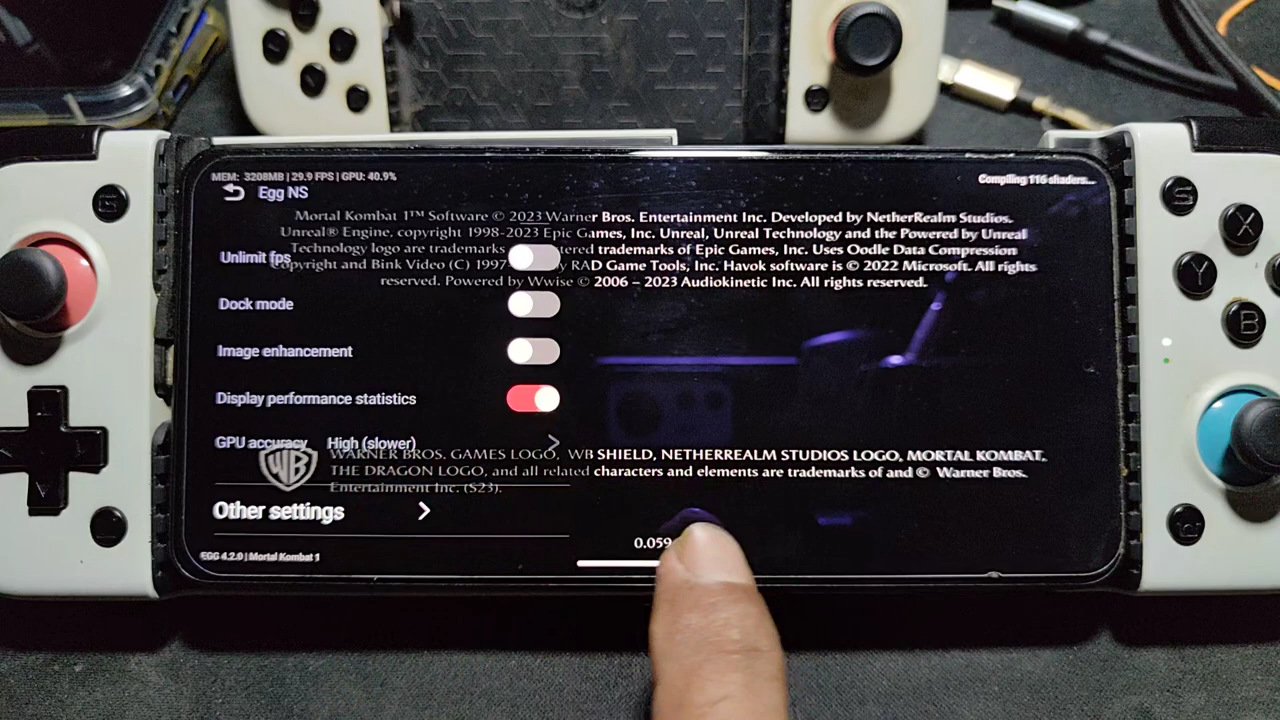 MEM: 3208MB | 29.9 FPS | GPU: 40.9%
Compiling 116 shaders...
Egg NS
Mortal Kombat 1™ Software © 2023 Warner Bros. Entertainment Inc. Developed by NetherRealm Studios.
Unreal® Engine, copyright 1998-2023 Epic Games, Inc. Unreal, Unreal Technology and the Powered by Unreal
Technology logo are trademarks tered trademarks of Epic Games, Inc. Uses Oodle Data Compression
Copyright and Bink Video (C) 1997 y RAD Game Tools, Inc. Havok software is © 2022 Microsoft. All rights
reserved. Powered by Wwise © 2006 – 2023 Audiokinetic Inc. All rights reserved.
Unlimit fps
Dock mode
Image enhancement
Display performance statistics
GPU accuracy High (slower)
WB
WARNER BROS. GAMES LOGO, WB SHIELD, NETHERREALM STUDIOS LOGO, MORTAL KOMBAT,
THE DRAGON LOGO, and all related characters and elements are trademarks of and © Warner Bros.
Entertainment Inc. (S23).
Other settings
0.059
EGG 4.2.0 | Mortal Kombat 1
S
X
Y
B